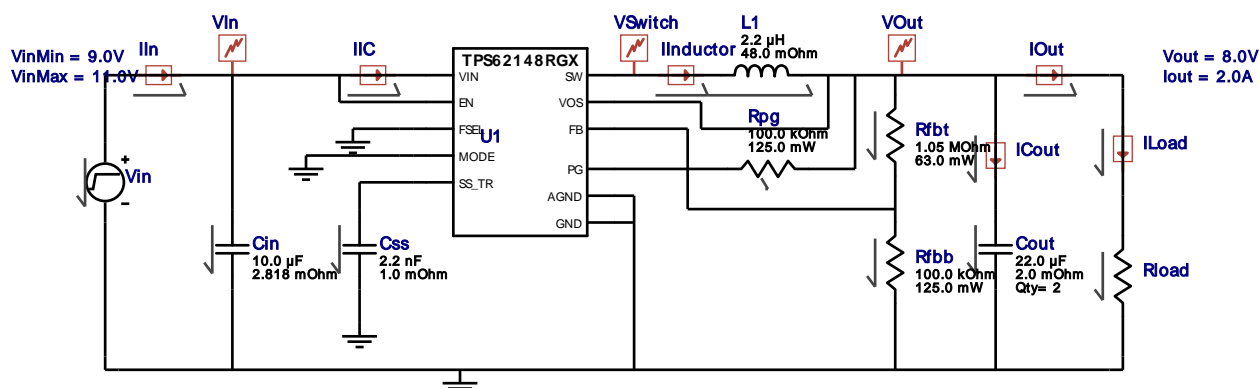 VIn
VSwitch
L1
VOut
2.2 µH
48.0 mOhm
VinMin = 9.0V
VinMax = 11.0V
IIn
IIC
TPS62148RGX
IInductor
IOut
Vout = 8.0V
Iout = 2.0A
VIN
EN
FSEL
MODE
SS_TR
U1
SW
VOS
FB
PG
AGND
GND
Rpg
100.0 kOhm
125.0 mW
Rfbt
1.05 MOhm
63.0 mW
ICout
ILoad
+
Vin
-
Cin
10.0 µF
2.818 mOhm
Css
2.2 nF
1.0 mOhm
Rfbb
100.0 kOhm
125.0 mW
Cout
22.0 µF
2.0 mOhm
Qty= 2
Rload